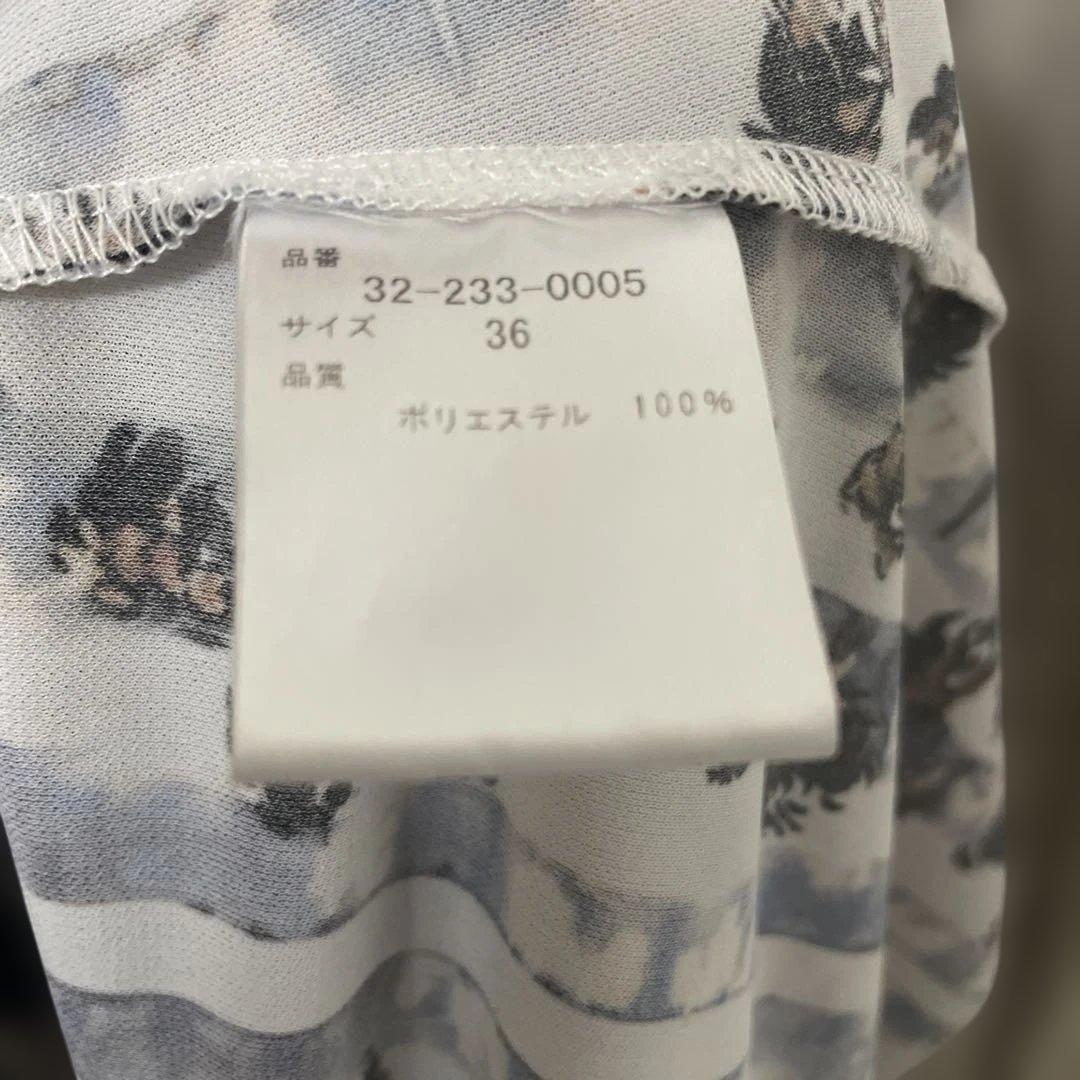 品番
32-233-0005
サイズ 36
品質
ポリエステル 100%